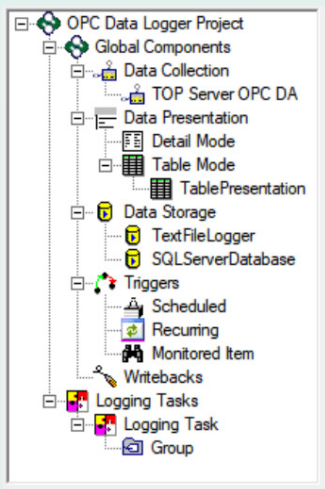 OPC Data Logger Project
Global Components
Data Collection
TOP Server OPC DA
Data Presentation
Detail Mode
Table Mode
TablePresentation
Data Storage
TextFileLogger
SQLServerDatabase
Triggers
Scheduled
Recurring
Monitored Item
Writebacks
Logging Tasks
Logging Task
Group